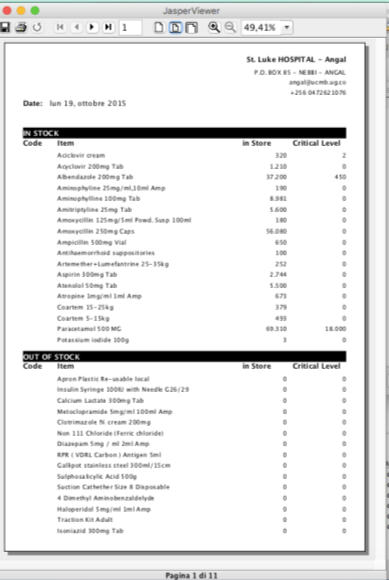 JasperViewer
1
49,41%
St. Luke HOSPITAL - Angal
P.O. BOX 85 - NEBBI - ANGAL
angal@ucmb.ug.co
+256 0472621076
Date: lun 19, ottobre 2015
IN STOCK
Code Item in Store Critical Level
Aciclovir cream 320 2
Acyclovir 200mg Tab 1.210 0
Albendazole 200mg Tab 37.200 450
Aminophyline 25mg/ml,10ml Amp 190 0
Aminophylline 100mg Tab 8.981 0
Amitriptyline 25mg Tab 5.600 0
Amoxycillin 125mg/5ml Powd. Susp 100ml 180 0
Amoxycillin 250mg Caps 56.080 0
Ampicillin 500mg Vial 650 0
Antihaemorrhoid suppositories 100 0
Artemether+Lumefantrine 25-35kg 252 0
Aspirin 300mg Tab 2.744 0
Atenolol 50mg Tab 5.500 0
Atropine 1mg/ml 1ml Amp 673 0
Coartem 15-25kg 379 0
Coartem 5-15kg 493 0
Paracetamol 500 MG 69.310 18.000
Potassium iodide 100g 3 0
OUT OF STOCK
Code Item in Store Critical Level
Apron Plastic Re-usable local 0 0
Insulin Syringe 100IU with Needle G26/29 0 0
Calcium Lactate 300mg Tab 0 0
Metoclopramide 5mg/ml 100ml Amp 0 0
Clotrimazole % cream 200mg 0 0
Non 111 Chloride (Ferric chloride) 0 0
Diazepam 5mg / ml 2ml Amp 0 0
RPR ( VDRL Carbon ) Antigen 5ml 0 0
Gallipot stainless steel 300ml/15cm 0 0
Sulphosalicylic Acid 500g 0 0
Suction Cathether Size 8 Disposable 0 0
4 Dimethyl Aminobenzaldelyde 0 0
Haloperidol 5mg/ml 1ml Amp 0 0
Traction Kit Adult 0 0
Isoniazid 300mg Tab 0 0
Pagina 1 di 11